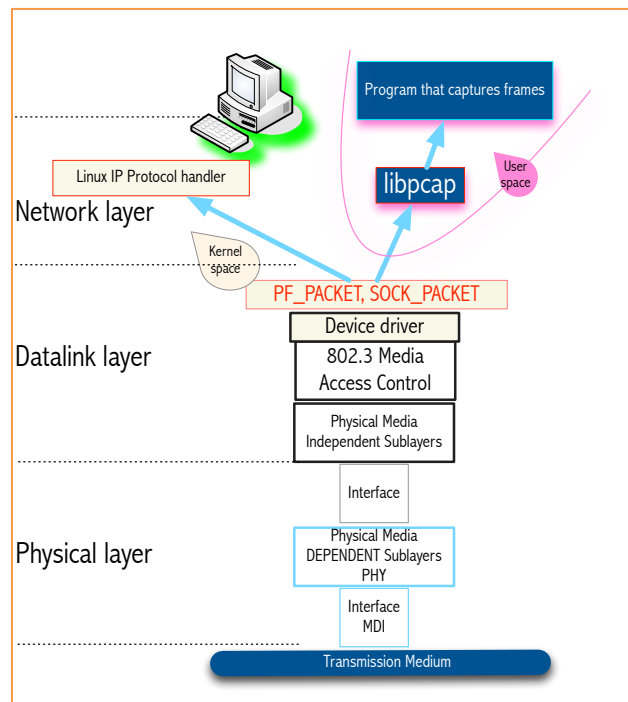 Program that captures frames
Linux IP Protocol handler
libpcap
User
space
Network layer
Kernel
space
PF_PACKET, SOCK_PACKET
Device driver
Datalink layer
802.3 Media
Access Control
Physical Media
Independent Sublayers
Interface
Physical layer
Physical Media
DEPENDENT Sublayers
PHY
Interface
MDI
Transmission Medium